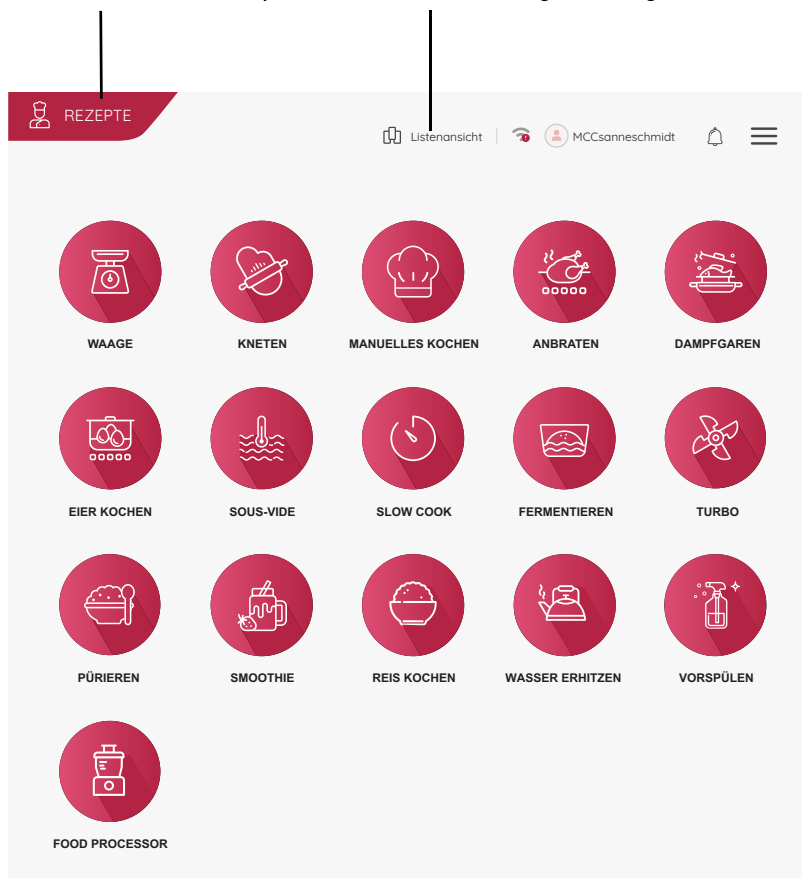 REZEPTE
Listenansicht MCCsanneschmidt
WAAGE KNETEN MANUELLES KOCHEN ANBRATEN DAMPFGAREN
EIER KOCHEN SOUS-VIDE SLOW COOK FERMENTIEREN TURBO
PÜRIEREN SMOOTHIE REIS KOCHEN WASSER ERHITZEN VORSPÜLEN
FOOD PROCESSOR